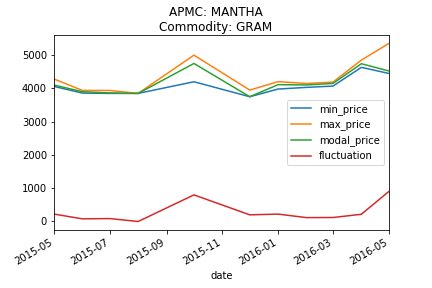 APMC: MANTHA
Commodity: GRAM
5000
4000
3000
2000
1000
0
min_price
max_price
modal_price
fluctuation
2015-05
2015-07
2015-09
2015-11
2016-01
2016-03
2016-05
date